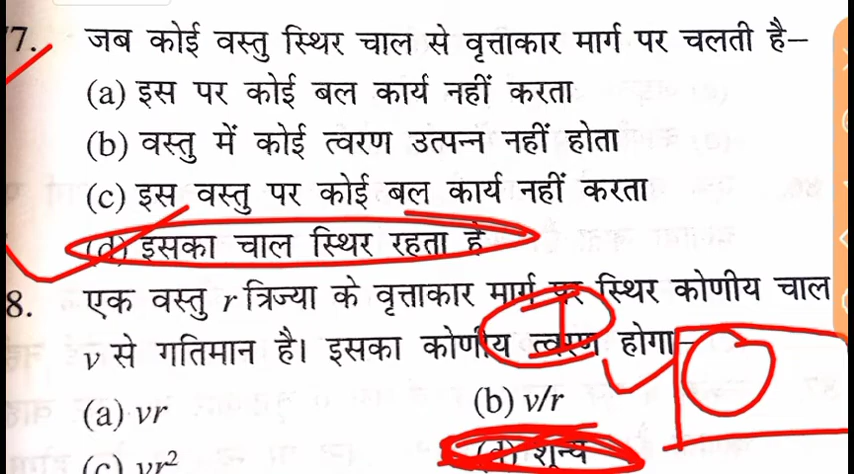 7. जब कोई वस्तु स्थिर चाल से वृत्ताकार मार्ग पर चलती है–
(a) इस पर कोई बल कार्य नहीं करता
(b) वस्तु में कोई त्वरण उत्पन्न नहीं होता
(c) इस वस्तु पर कोई बल कार्य नहीं करता
(d) इसका चाल स्थिर रहता है
8. एक वस्तु r त्रिज्या के वृत्ताकार मार्ग पर स्थिर कोणीय चाल
v से गतिमान है। इसका कोणीय त्वरण होगा–
(a) vr (b) v/r
(c) vr² (d) शून्य